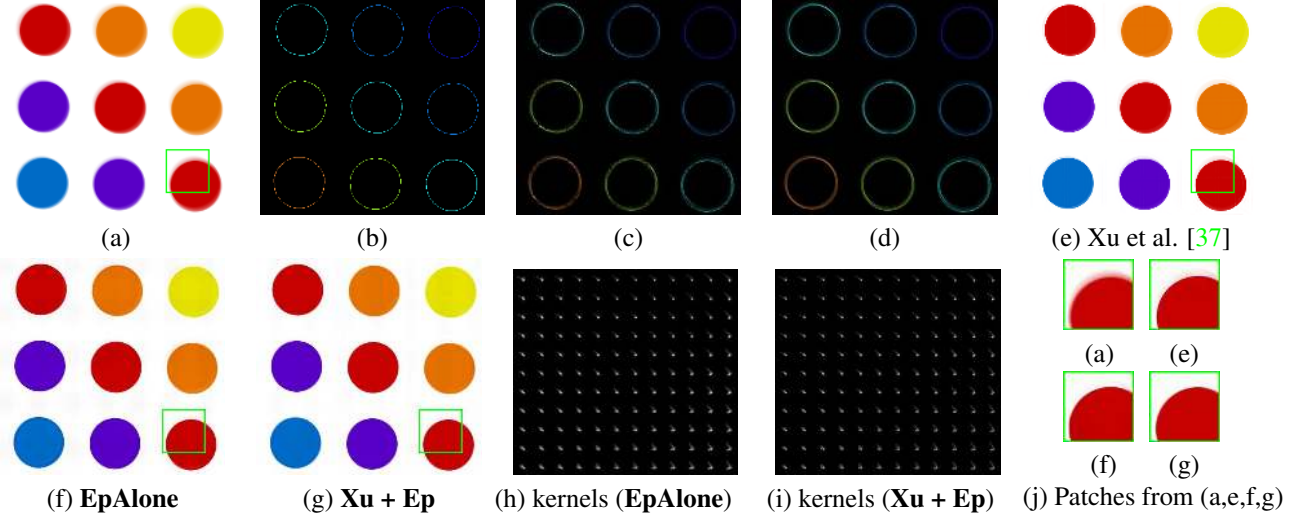 (a)
(b)
(c)
(d)
(e) Xu et al. [37]
(a)
(e)
(f)
(g)
(f) EpAlone
(g) Xu + Ep
(h) kernels (EpAlone)
(i) kernels (Xu + Ep)
(j) Patches from (a,e,f,g)